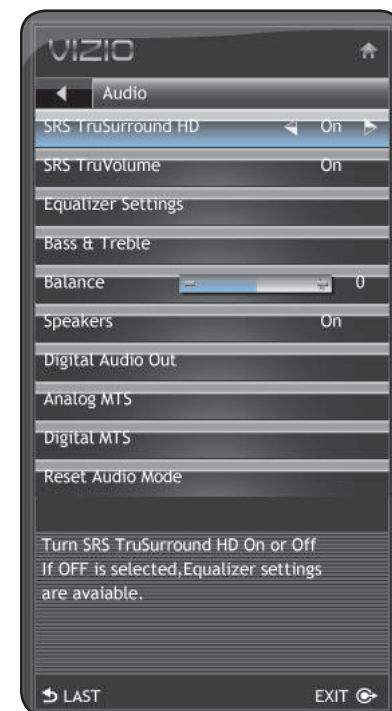 VIZIO
Audio
SRS TruSurround HD On
SRS TruVolume On
Equalizer Settings
Bass & Treble
Balance 0
Speakers On
Digital Audio Out
Analog MTS
Digital MTS
Reset Audio Mode
Turn SRS TruSurround HD On or Off
If OFF is selected,Equalizer settings
are avaiable.
LAST EXIT